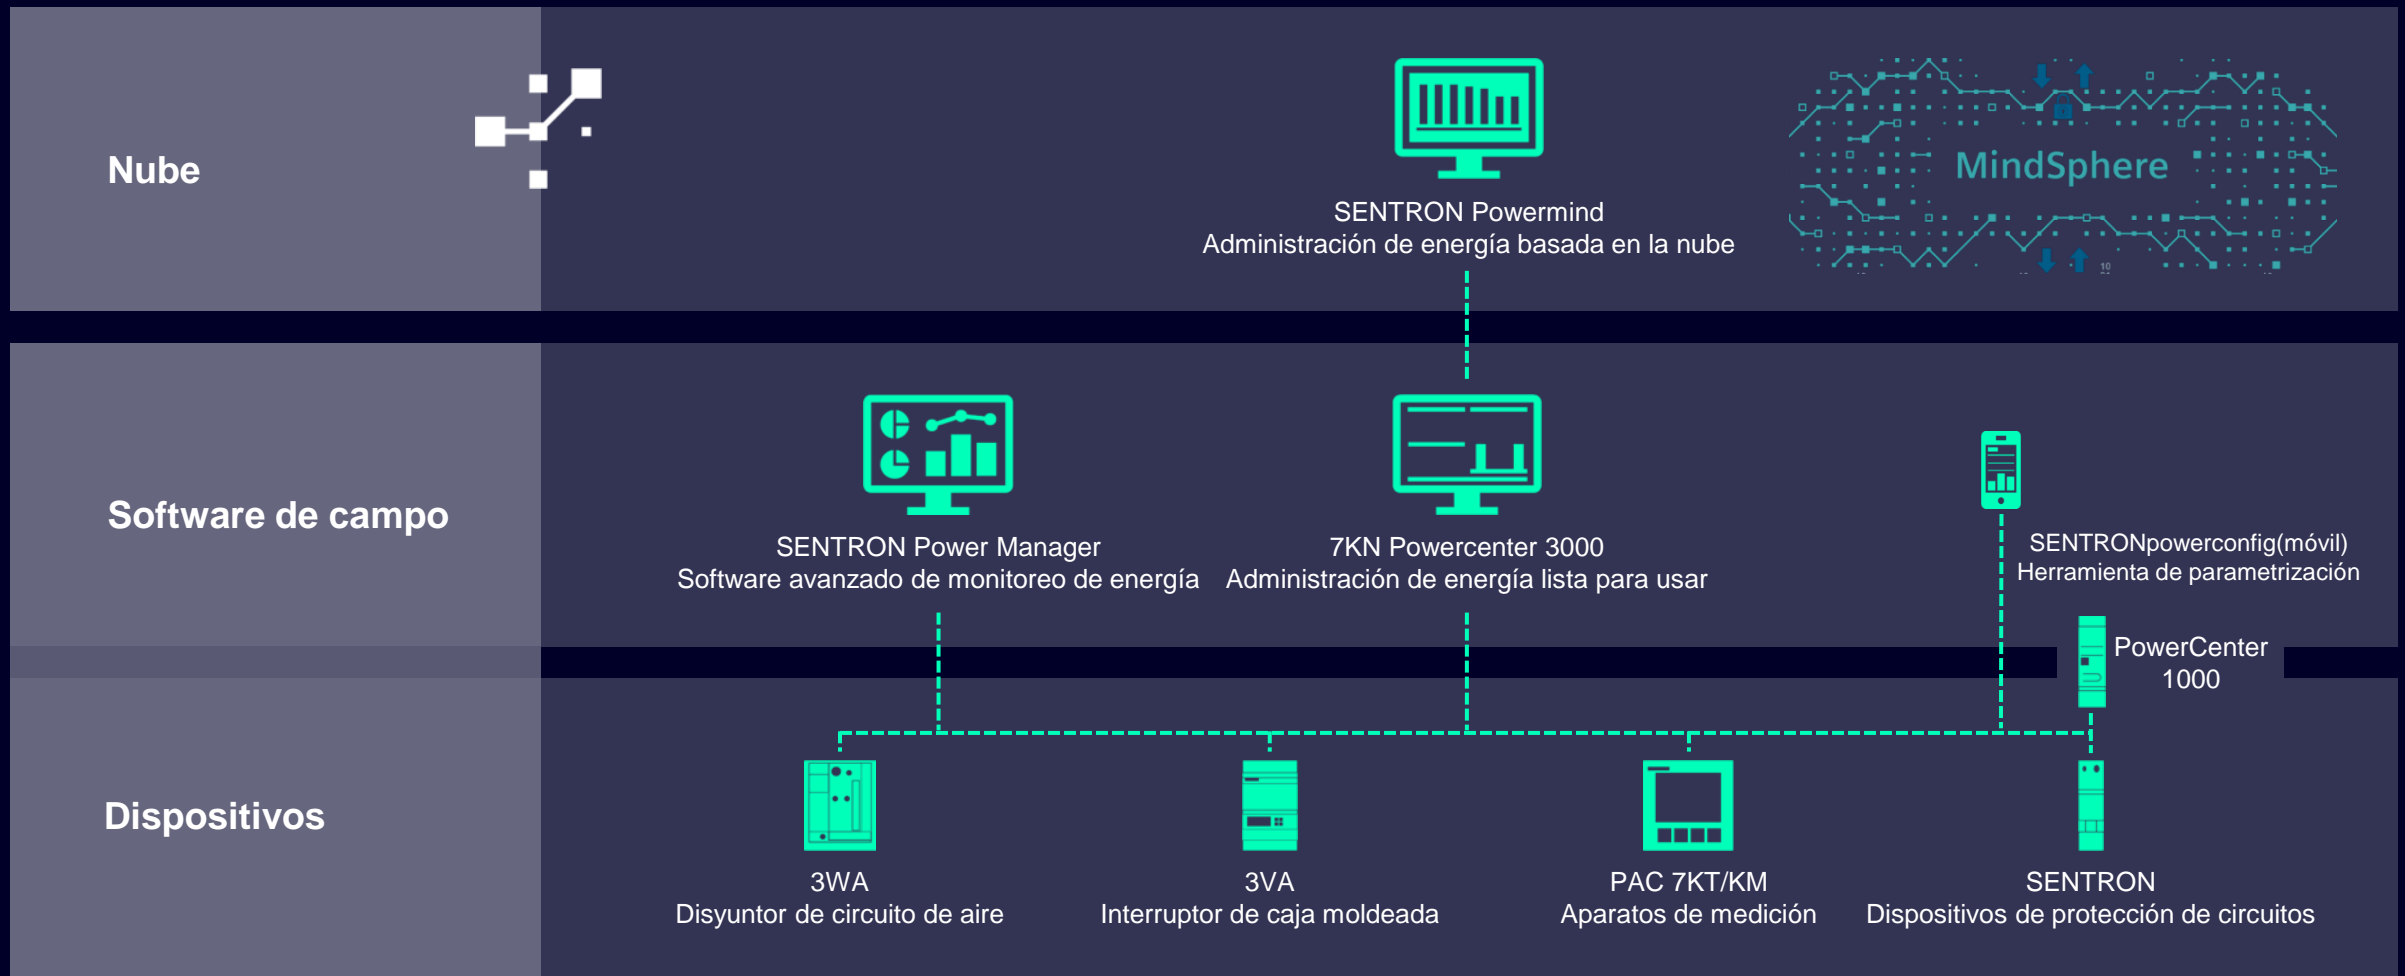 Nube
SENTRON Powermind
Administración de energía basada en la nube
MindSphere
10
Software de campo
SENTRON Power Manager
Software avanzado de monitoreo de energía
7KN Powercenter 3000
Administración de energía lista para usar
SENTRONpowerconfig(móvil)
Herramienta de parametrización
PowerCenter
1000
Dispositivos
3WA
Disyuntor de circuito de aire
3VA
Interruptor de caja moldeada
PAC 7KT/KM
Aparatos de medición
SENTRON
Dispositivos de protección de circuitos